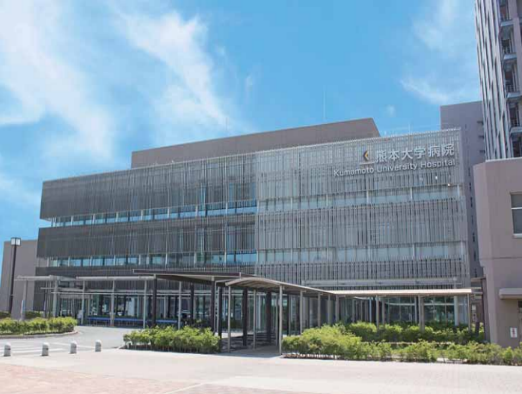 熊本大学病院
Kumamoto University Hospital